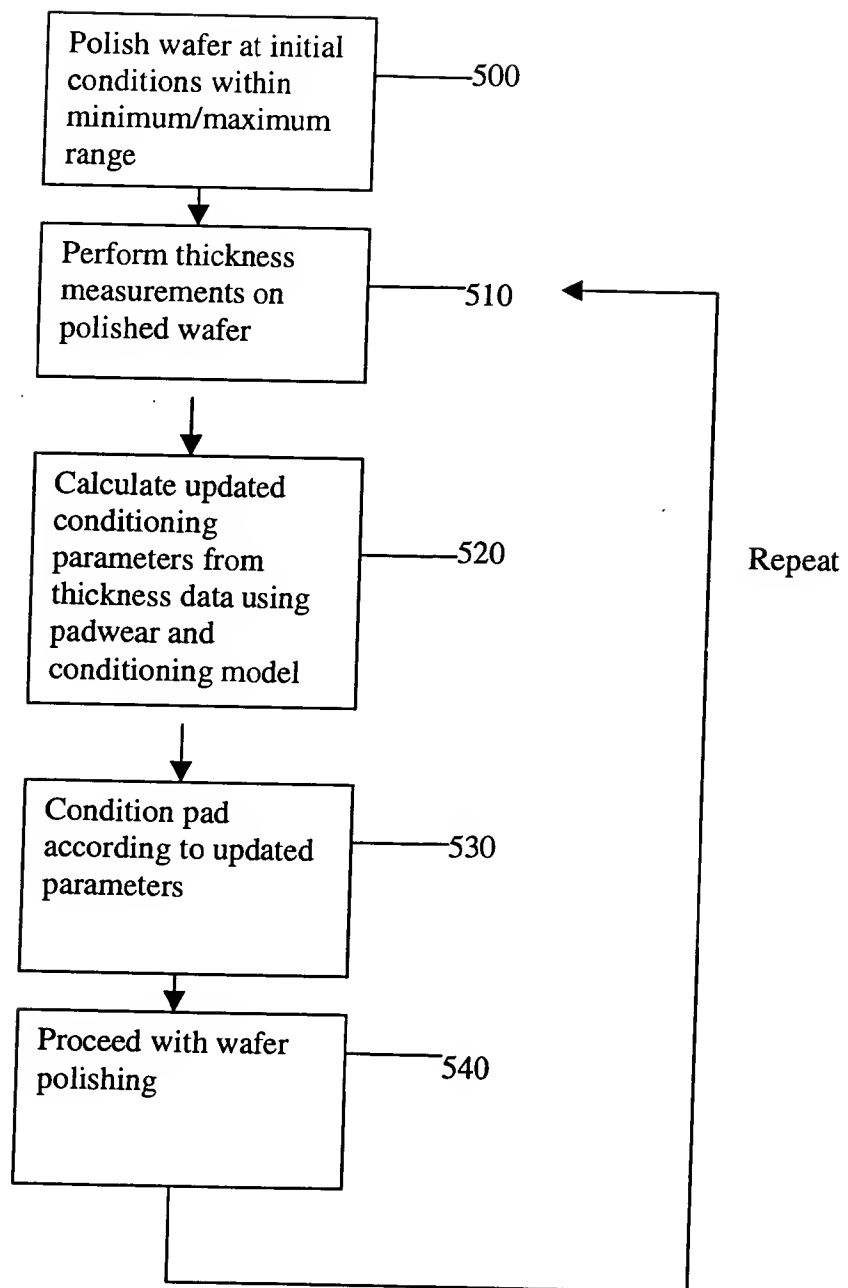 Polish wafer at initial
conditions within
minimum/maximum
range
500
Perform thickness
measurements on
polished wafer
510
Calculate updated
conditioning
parameters from
thickness data using
padwear and
conditioning model
520
Repeat
Condition pad
according to updated
parameters
530
Proceed with wafer
polishing
540